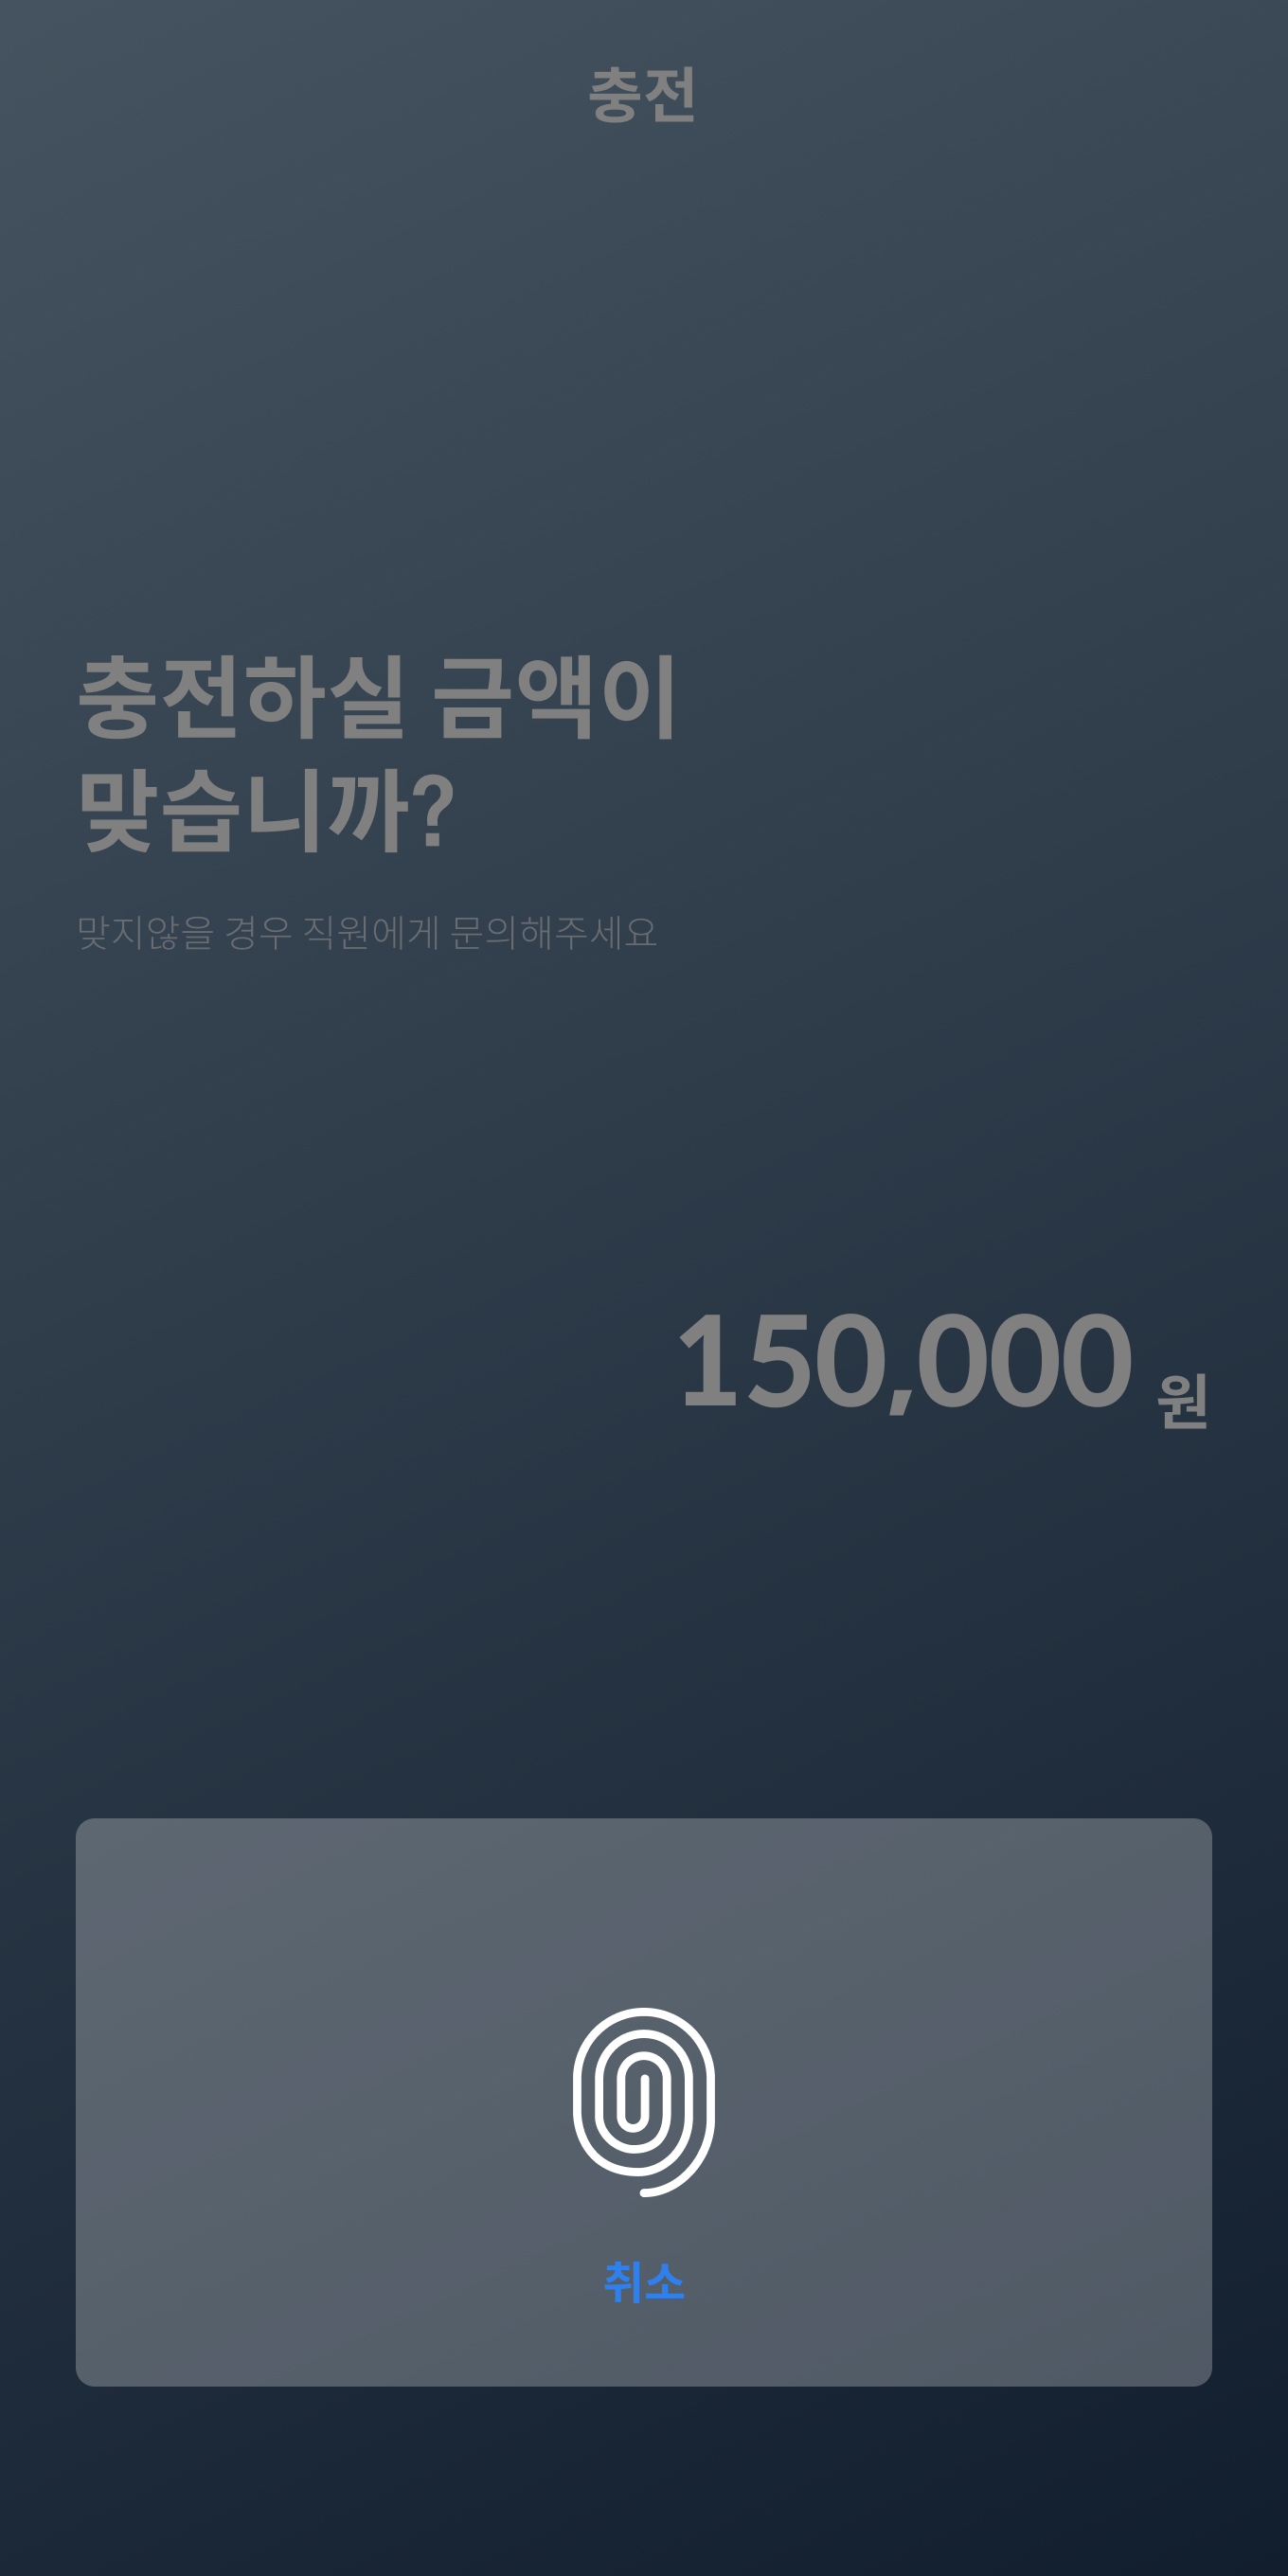 충전
충전하실 금액이
맞습니까?
맞지않을 경우 직원에게 문의해주세요
150,000 원
취소